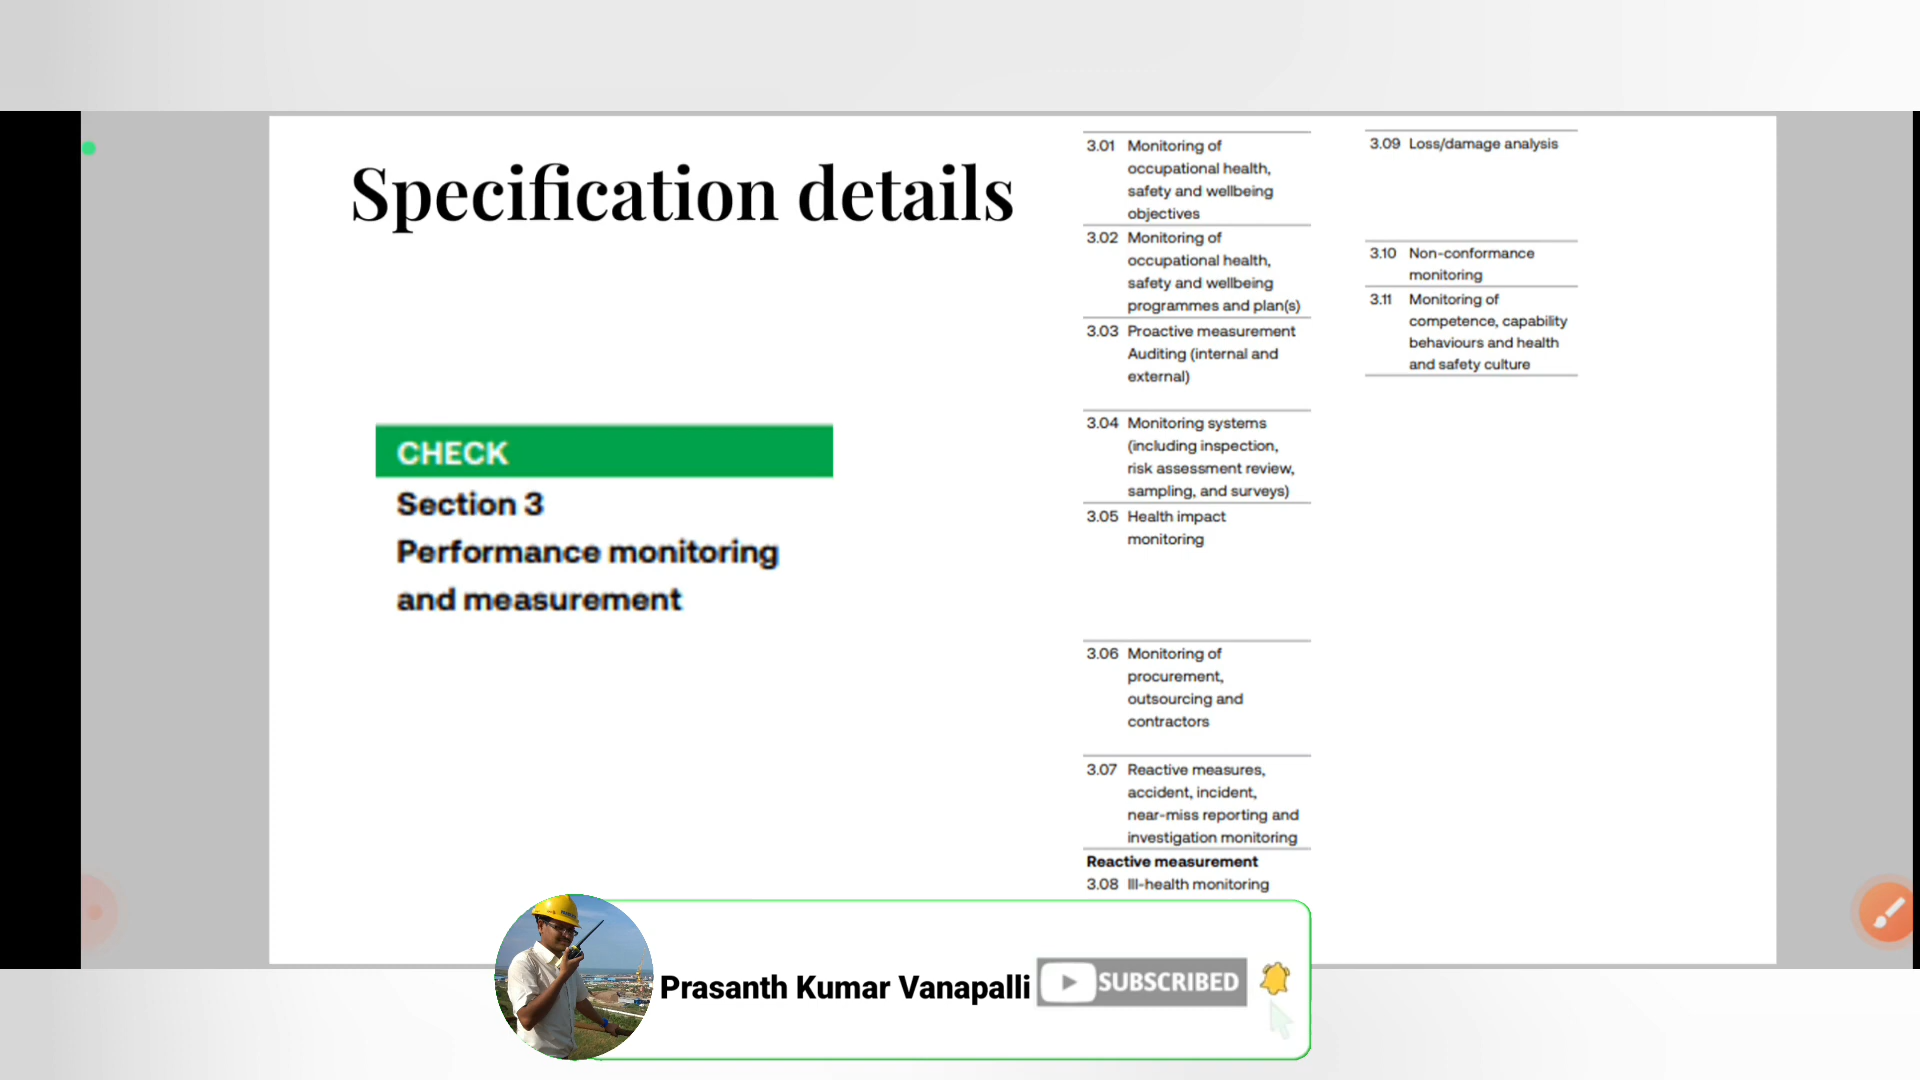 Specification details
CHECK
Section 3
Performance monitoring
and measurement
3.01 Monitoring of
occupational health,
safety and wellbeing
objectives
3.02 Monitoring of
occupational health,
safety and wellbeing
programmes and plan(s)
3.03 Proactive measurement
Auditing (internal and
external)
3.04 Monitoring systems
(including inspection,
risk assessment review,
sampling, and surveys)
3.05 Health impact
monitoring
3.06 Monitoring of
procurement,
outsourcing and
contractors
3.07 Reactive measures,
accident, incident,
near-miss reporting and
investigation monitoring
Reactive measurement
3.08 Ill-health monitoring
3.09 Loss/damage analysis
3.10 Non-conformance
monitoring
3.11 Monitoring of
competence, capability
behaviours and health
and safety culture
Prasanth Kumar Vanapalli
SUBSCRIBED